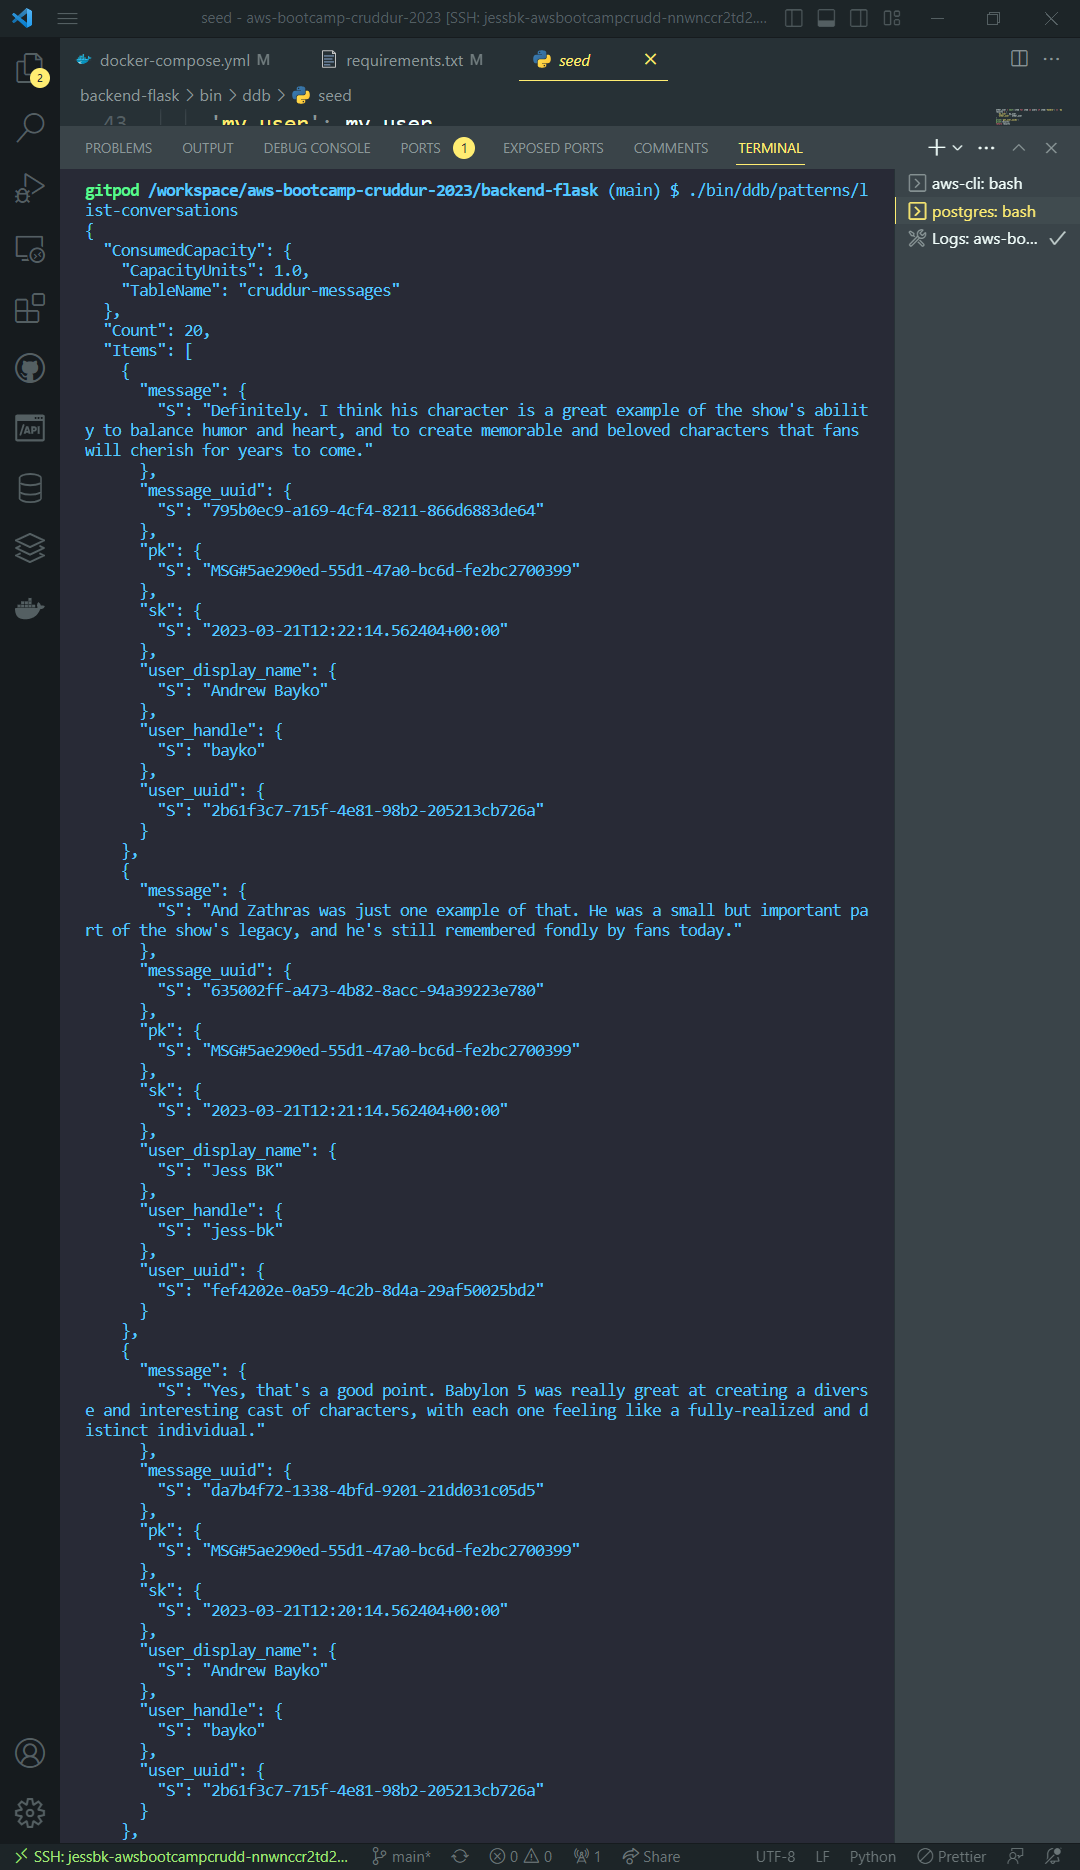 seed - aws-bootcamp-cruddur-2023 [SSH: jessbk-awsbootcampcrudd-nnwnccr2td2....
docker-compose.yml M
requirements.txt M
seed
2
backend-flask > bin > ddb > seed
43 'my_user': my_user
PROBLEMS OUTPUT DEBUG CONSOLE PORTS 1 EXPOSED PORTS COMMENTS TERMINAL
aws-cli: bash
postgres: bash
Logs: aws-bo...
/API
gitpod /workspace/aws-bootcamp-cruddur-2023/backend-flask (main) $ ./bin/ddb/patterns/l
ist-conversations
{
"ConsumedCapacity": {
"CapacityUnits": 1.0,
"TableName": "cruddur-messages"
},
"Count": 20,
"Items": [
{
"message": {
"S": "Definitely. I think his character is a great example of the show's abilit
y to balance humor and heart, and to create memorable and beloved characters that fans
will cherish for years to come."
},
"message_uuid": {
"S": "795b0ec9-a169-4cf4-8211-866d6883de64"
},
"pk": {
"S": "MSG#5ae290ed-55d1-47a0-bc6d-fe2bc2700399"
},
"sk": {
"S": "2023-03-21T12:22:14.562404+00:00"
},
"user_display_name": {
"S": "Andrew Bayko"
},
"user_handle": {
"S": "bayko"
},
"user_uuid": {
"S": "2b61f3c7-715f-4e81-98b2-205213cb726a"
}
},
{
"message": {
"S": "And Zathras was just one example of that. He was a small but important pa
rt of the show's legacy, and he's still remembered fondly by fans today."
},
"message_uuid": {
"S": "635002ff-a473-4b82-8acc-94a39223e780"
},
"pk": {
"S": "MSG#5ae290ed-55d1-47a0-bc6d-fe2bc2700399"
},
"sk": {
"S": "2023-03-21T12:21:14.562404+00:00"
},
"user_display_name": {
"S": "Jess BK"
},
"user_handle": {
"S": "jess-bk"
},
"user_uuid": {
"S": "fef4202e-0a59-4c2b-8d4a-29af50025bd2"
}
},
{
"message": {
"S": "Yes, that's a good point. Babylon 5 was really great at creating a divers
e and interesting cast of characters, with each one feeling like a fully-realized and d
istinct individual."
},
"message_uuid": {
"S": "da7b4f72-1338-4bfd-9201-21dd031c05d5"
},
"pk": {
"S": "MSG#5ae290ed-55d1-47a0-bc6d-fe2bc2700399"
},
"sk": {
"S": "2023-03-21T12:20:14.562404+00:00"
},
"user_display_name": {
"S": "Andrew Bayko"
},
"user_handle": {
"S": "bayko"
},
"user_uuid": {
"S": "2b61f3c7-715f-4e81-98b2-205213cb726a"
}
},
SSH: jessbk-awsbootcampcrudd-nnwnccr2td2... main* 0 0 1 Share UTF-8 LF Python Prettier